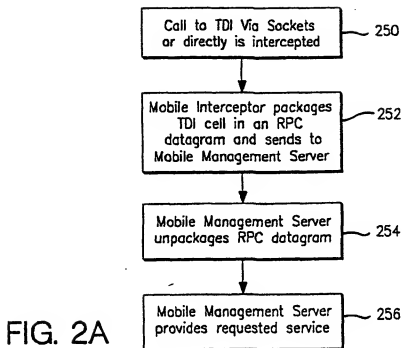 Call to TDI Via Sockets
or directly is intercepted
250
Mobile Interceptor packages
TDI cell in an RPC
datagram and sends to
Mobile Management Server
252
Mobile Management Server
unpackages RPC datagram
254
Mobile Management Server
provides requested service
256
FIG. 2A